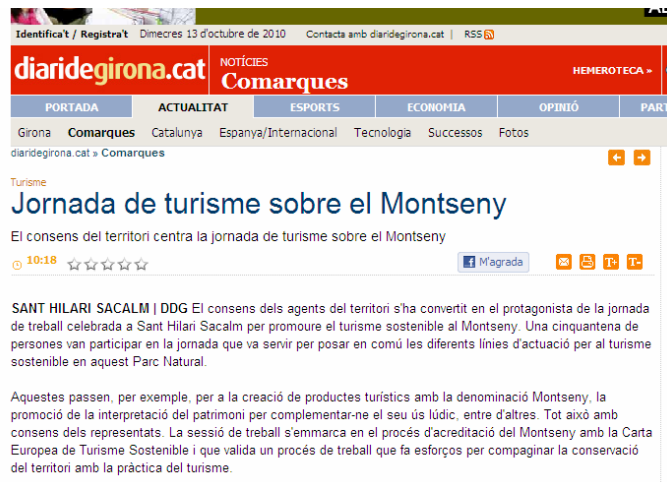 Identifica't / Registra't Dimecres 13 d'octubre de 2010 Contacta amb diaridegirona.cat | RSS
diaridegirona.cat NOTÍCIES Comarques HEMEROTECA »
PORTADA ACTUALITAT ESPORTS ECONOMIA OPINIÓ PART
Girona Comarques Catalunya Espanya/Internacional Tecnologia Successos Fotos
diaridegirona.cat » Comarques
Turisme
Jornada de turisme sobre el Montseny
El consens del territori centra la jornada de turisme sobre el Montseny
10:18 M'agrada T+ T-
SANT HILARI SACALM | DDG El consens dels agents del territori s'ha convertit en el protagonista de la jornada
de treball celebrada a Sant Hilari Sacalm per promoure el turisme sostenible al Montseny. Una cinquantena de
persones van participar en la jornada que va servir per posar en comú les diferents línies d'actuació per al turisme
sostenible en aquest Parc Natural.
Aquestes passen, per exemple, per a la creació de productes turístics amb la denominació Montseny, la
promoció de la interpretació del patrimoni per complementar-ne el seu ús lúdic, entre d'altres. Tot això amb
consens dels representats. La sessió de treball s'emmarca en el procés d'acreditació del Montseny amb la Carta
Europea de Turisme Sostenible i que valida un procés de treball que fa esforços per compaginar la conservació
del territori amb la pràctica del turisme.